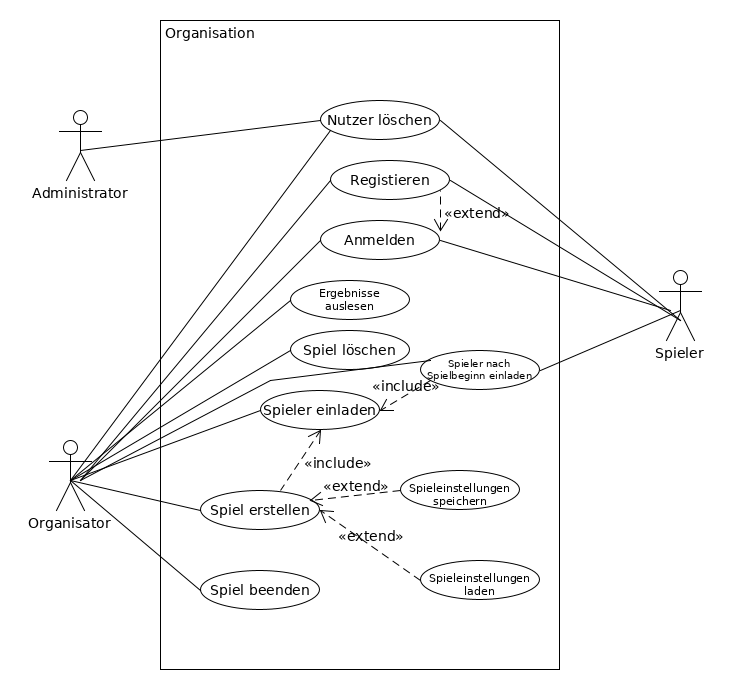 Organisation
Nutzer löschen
Administrator
Registieren
«extend»
Anmelden
Ergebnisse
auslesen
Spieler
Spiel löschen
Spieler nach
Spielbeginn einladen
«include»
Spieler einladen
«include»
«extend»
Spieleinstellungen
speichern
Spiel erstellen
Organisator
«extend»
Spieleinstellungen
laden
Spiel beenden